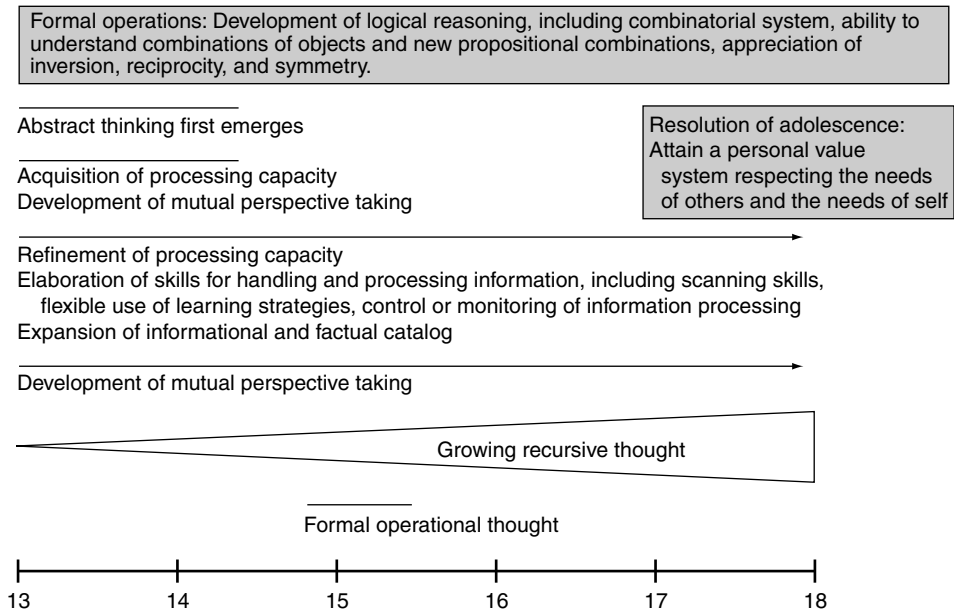 Formal operations: Development of logical reasoning, including combinatorial system, ability to
understand combinations of objects and new propositional combinations, appreciation of
inversion, reciprocity, and symmetry.
Abstract thinking first emerges
Resolution of adolescence:
Attain a personal value
system respecting the needs
of others and the needs of self
Acquisition of processing capacity
Development of mutual perspective taking
Refinement of processing capacity
Elaboration of skills for handling and processing information, including scanning skills,
flexible use of learning strategies, control or monitoring of information processing
Expansion of informational and factual catalog
Development of mutual perspective taking
Growing recursive thought
Formal operational thought
13 14 15 16 17 18